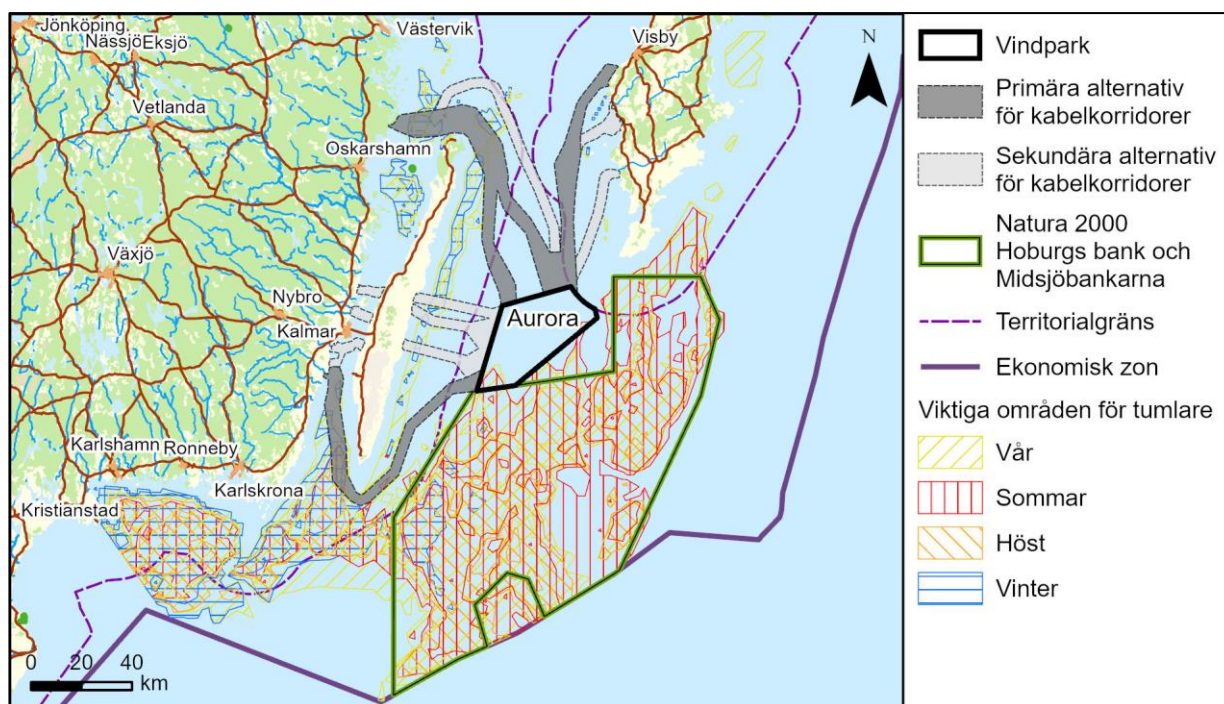 Jönköping
Nässjö
Eksjö
Västervik
Visby
Vetlanda
Oskarshamn
Växjö
Nybro
Kalmar
Aurora
Karlshamn
Ronneby
Karlskrona
Kristianstad
0 20 40
km
N
Vindpark
Primära alternativ
för kabelkorridorer
Sekundära alternativ
för kabelkorridorer
Natura 2000
Hoburgs bank och
Midsjöbankarna
Territorialgräns
Ekonomisk zon
Viktiga områden för tumlare
Vår
Sommar
Höst
Vinter